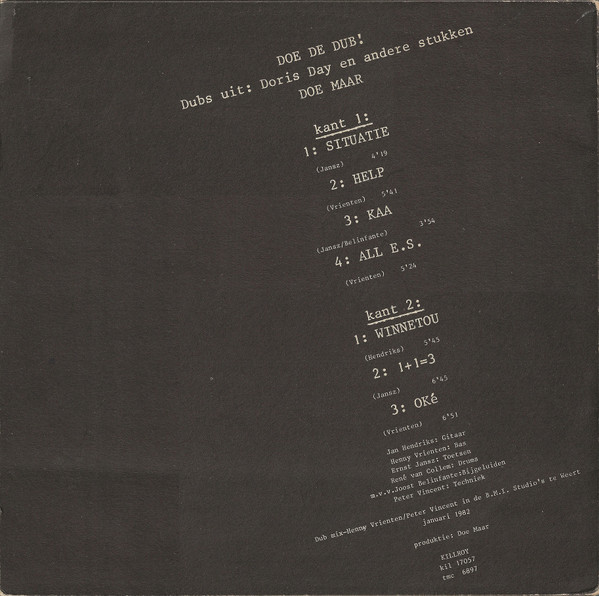 DOE DE DUB!
Dubs uit: Doris Day en andere stukken
DOE MAAR
kant 1:
1: SITUATIE
(Jansz) 4'19
2: HELP
(Vrienten) 5'41
3: KAA
(Jansz/Belinfante) 3'54
4: ALL E.S.
(Vrienten) 5'24
kant 2:
1: WINNETOU
(Hendriks) 5'45
2: 1+1=3
(Jansz) 6'45
3: OKé
(Vrienten) 6'51
Jan Hendriks: Gitaar
Henny Vrienten: Bas
Ernst Jansz: Toetsen
René van Collem: Drums
m.v.v.Joost Belinfante:Bijgeluiden
Peter Vincent: Techniek
Dub mix-Henny Vrienten/Peter Vincent in de B.M.I. Studio's te Weert
januari 1982
produktie: Doe Maar
KILLROY
kil 17057
tmc 6897